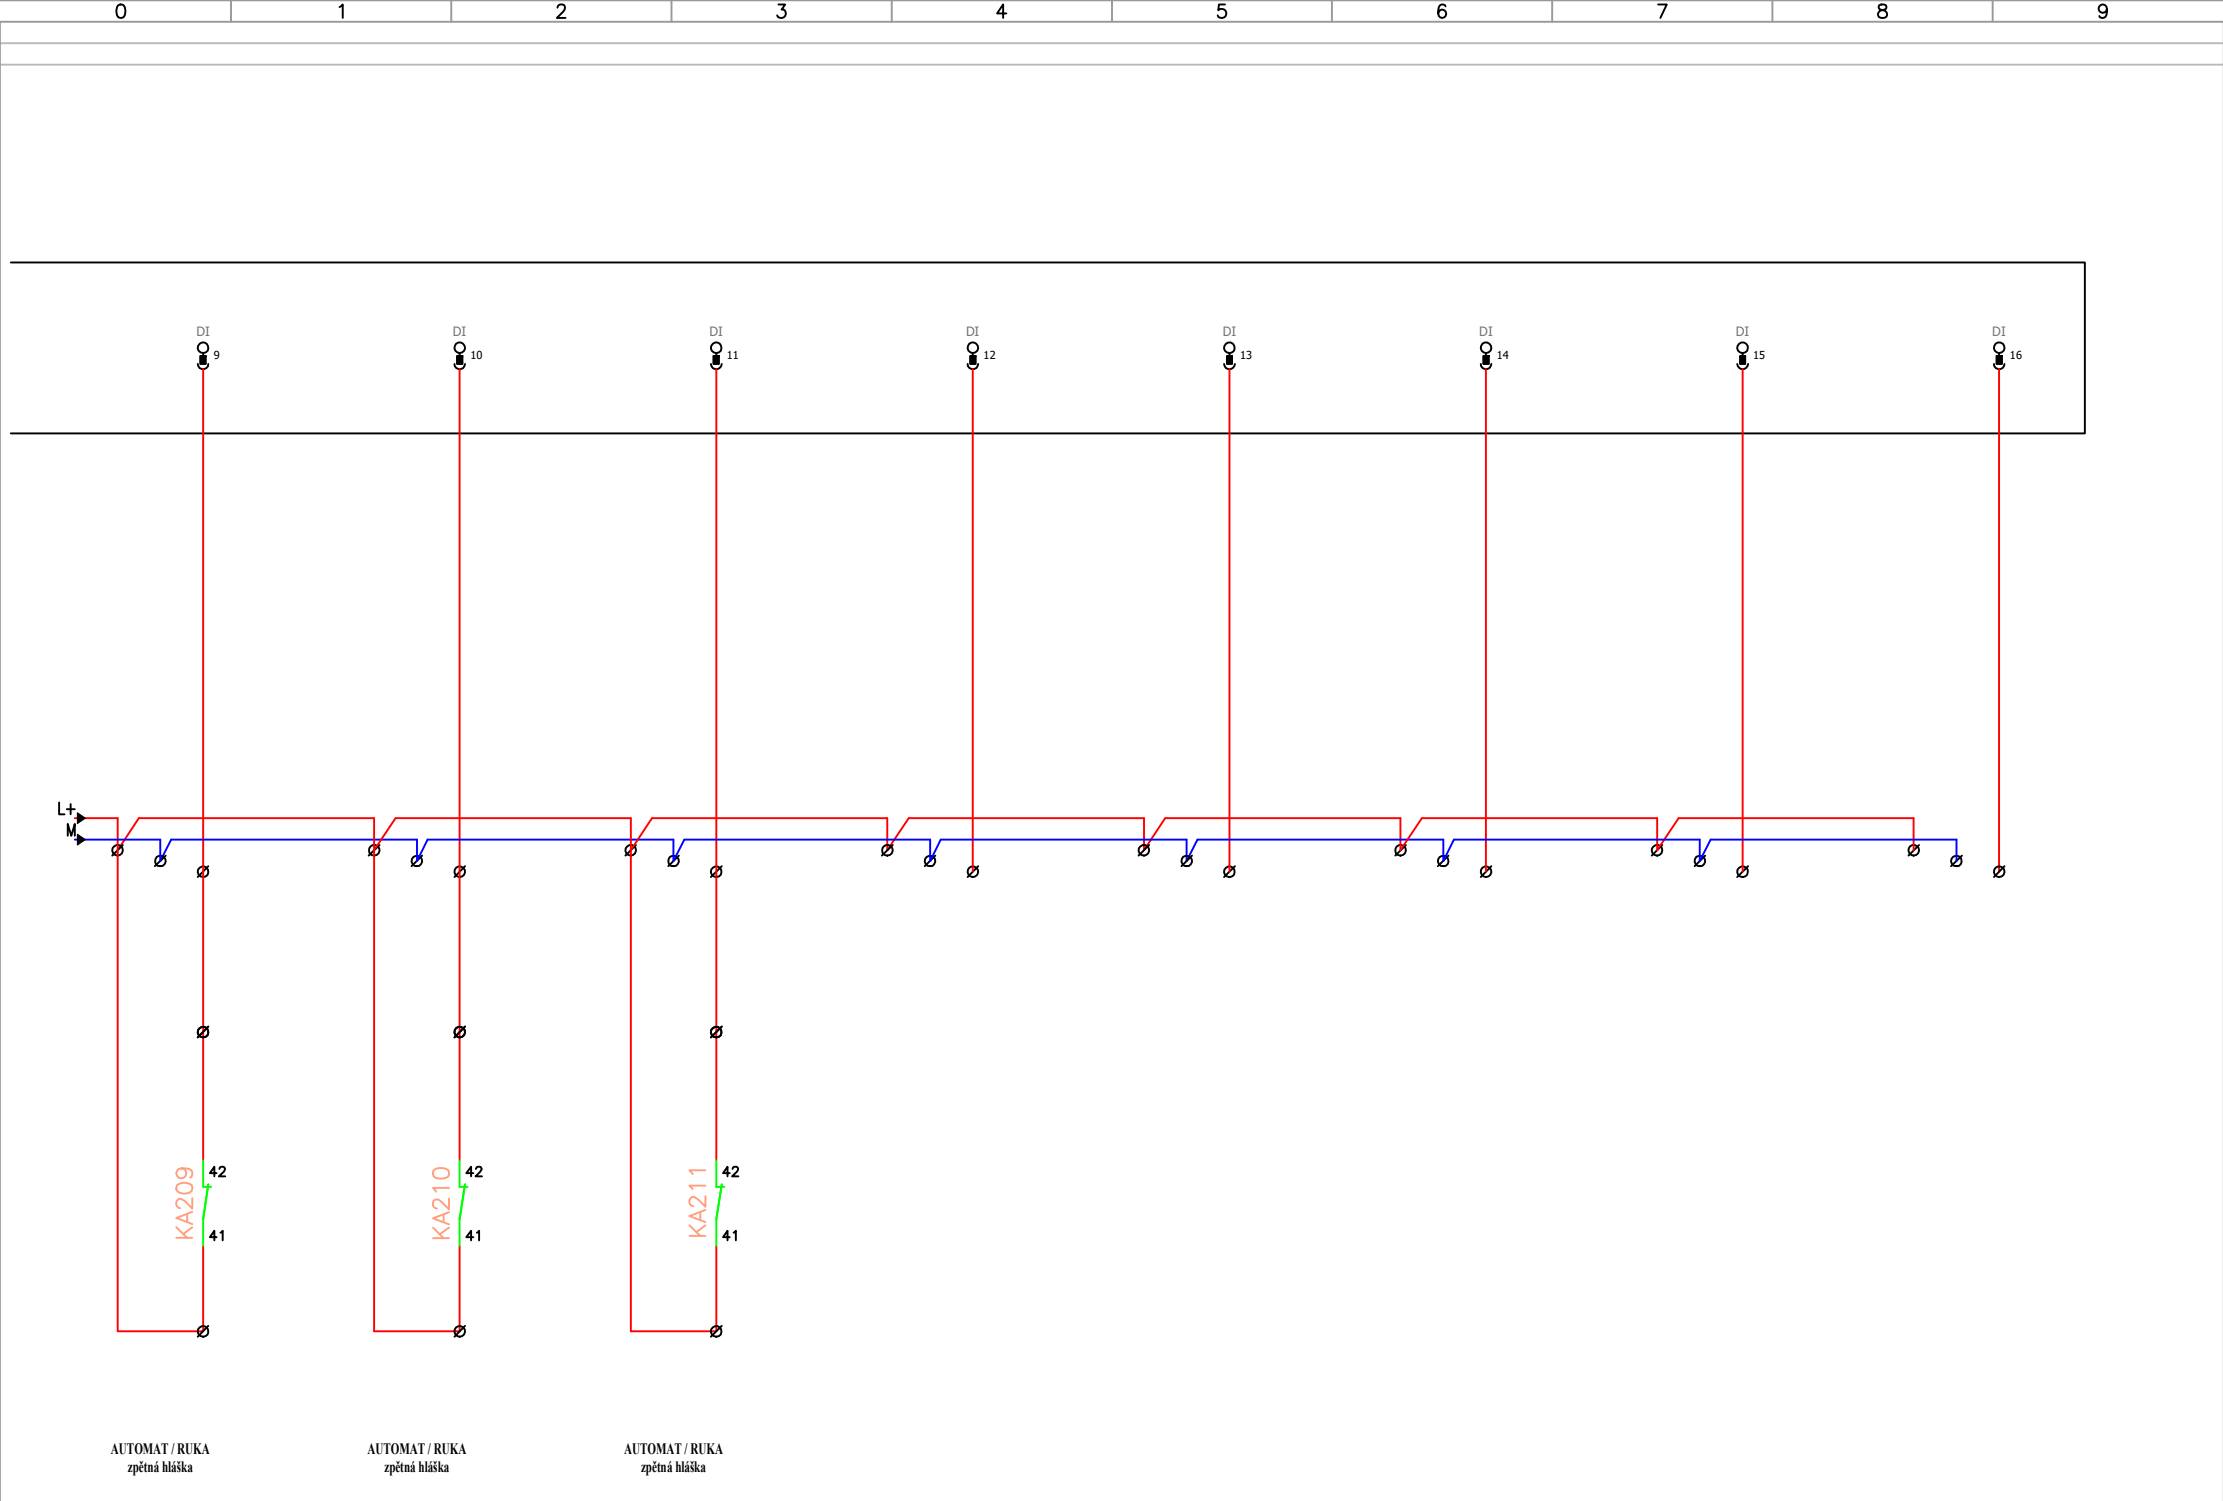 0 1 2 3 4 5 6 7 8 9
DI DI DI DI DI DI DI DI
9 10 11 12 13 14 15 16
L+
M
KA209 42 KA210 42 KA211 42
41 41 41
AUTOMAT / RUKA AUTOMAT / RUKA AUTOMAT / RUKA
zpětná hláška zpětná hláška zpětná hláška